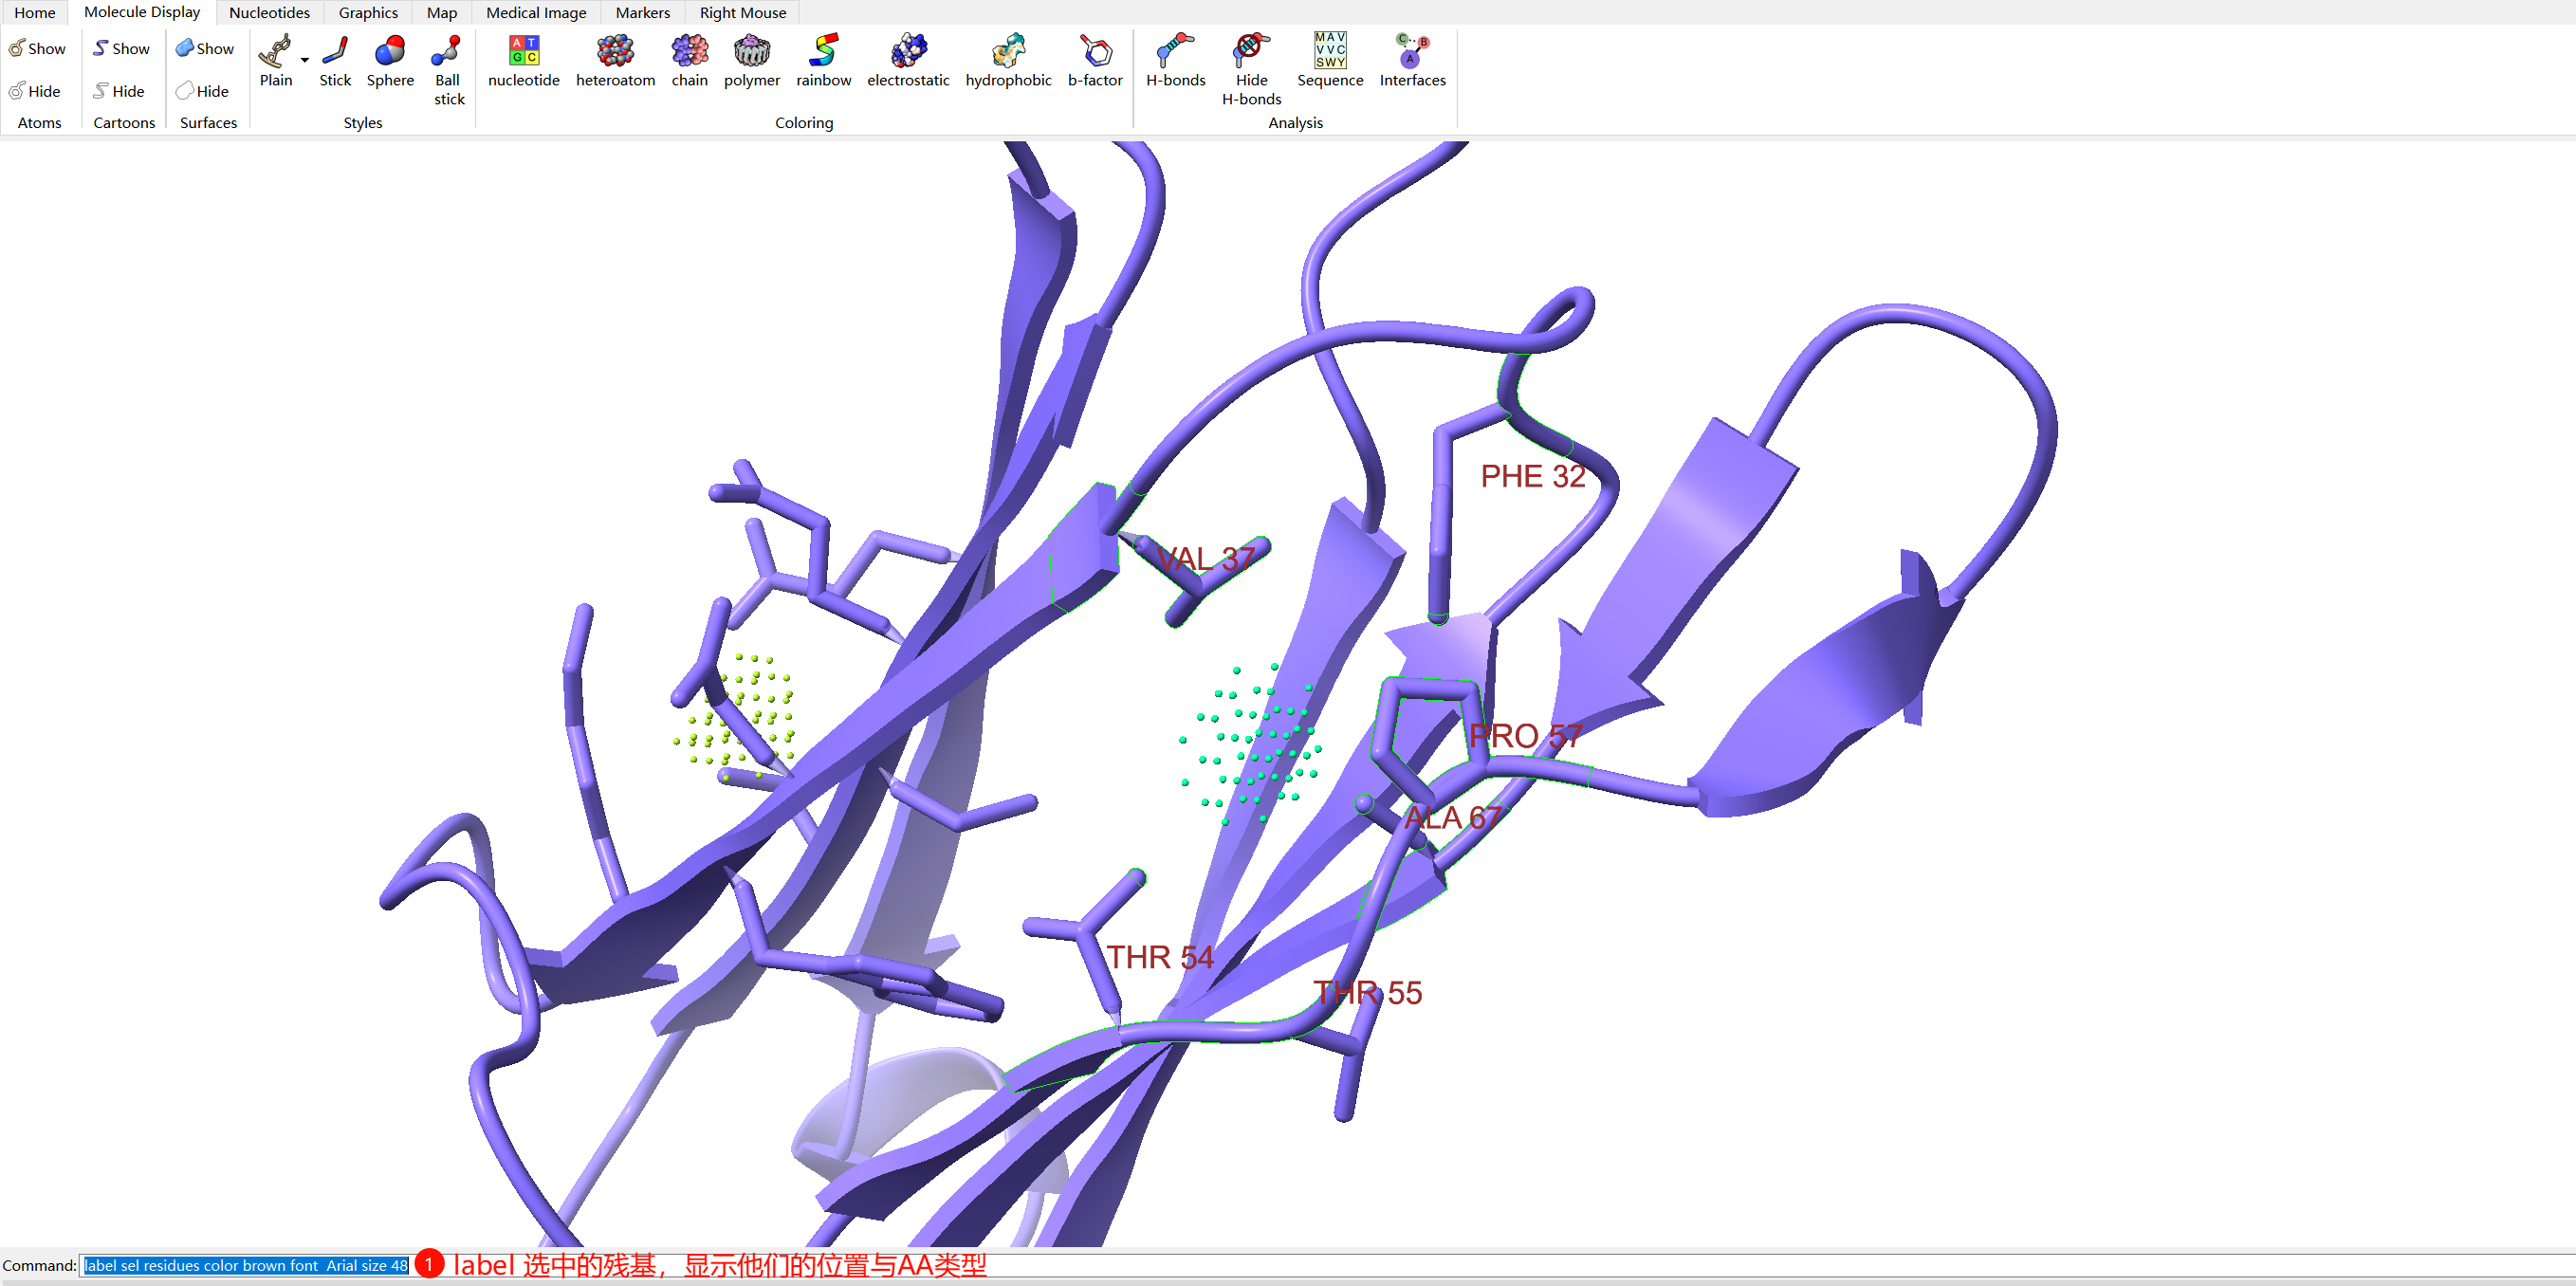 Home Molecule Display Nucleotides Graphics Map Medical Image Markers Right Mouse
Show Show Show
Hide Hide Hide
Atoms Cartoons Surfaces
Plain Stick Sphere Ball stick
Styles
A T G C
nucleotide heteroatom chain polymer rainbow electrostatic hydrophobic b-factor
Coloring
H-bonds Hide H-bonds
MAV
VVC
SWY
Sequence
C B A
Interfaces
Analysis
PHE 32
VAL 37
PRO 57
ALA 67
THR 54
THR 55
Command: label sel residues color brown font  Arial size 48
1 label 选中的残基，显示他们的位置与AA类型